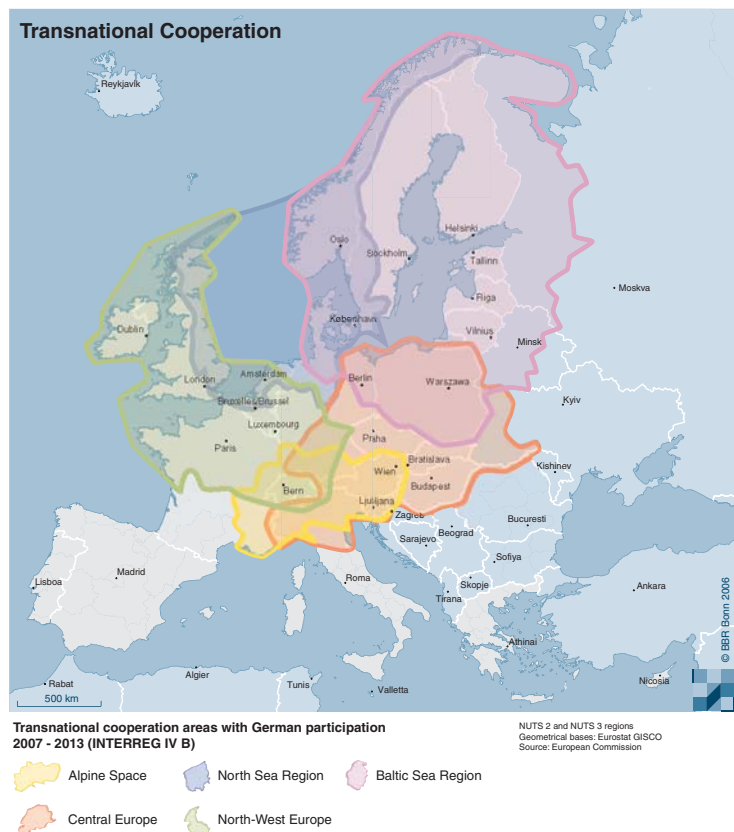 Transnational Cooperation
Reykjavík
Oslo
Helsinki
Stockholm
Tallinn
Riga
Moskva
København
Vilnius
Minsk
Dublin
Amsterdam
London
Berlin
Warszawa
Bruxelles/Brussel
Kyiv
Luxembourg
Praha
Paris
Bratislava
Wien
Kishinev
Budapest
Bern
Ljubljana
Zagreb
Bucuresti
Beograd
Sarajevo
Sofiya
Madrid
Roma
Skopje
Ankara
Lisboa
Tirana
Athinai
Algier
Tunis
Rabat
Valletta
Nicosia
500 km
© BBR Bonn 2006
Transnational cooperation areas with German participation
2007 - 2013 (INTERREG IV B)
NUTS 2 and NUTS 3 regions
Geometrical bases: Eurostat GISCO
Source: European Commission
Alpine Space
North Sea Region
Baltic Sea Region
Central Europe
North-West Europe